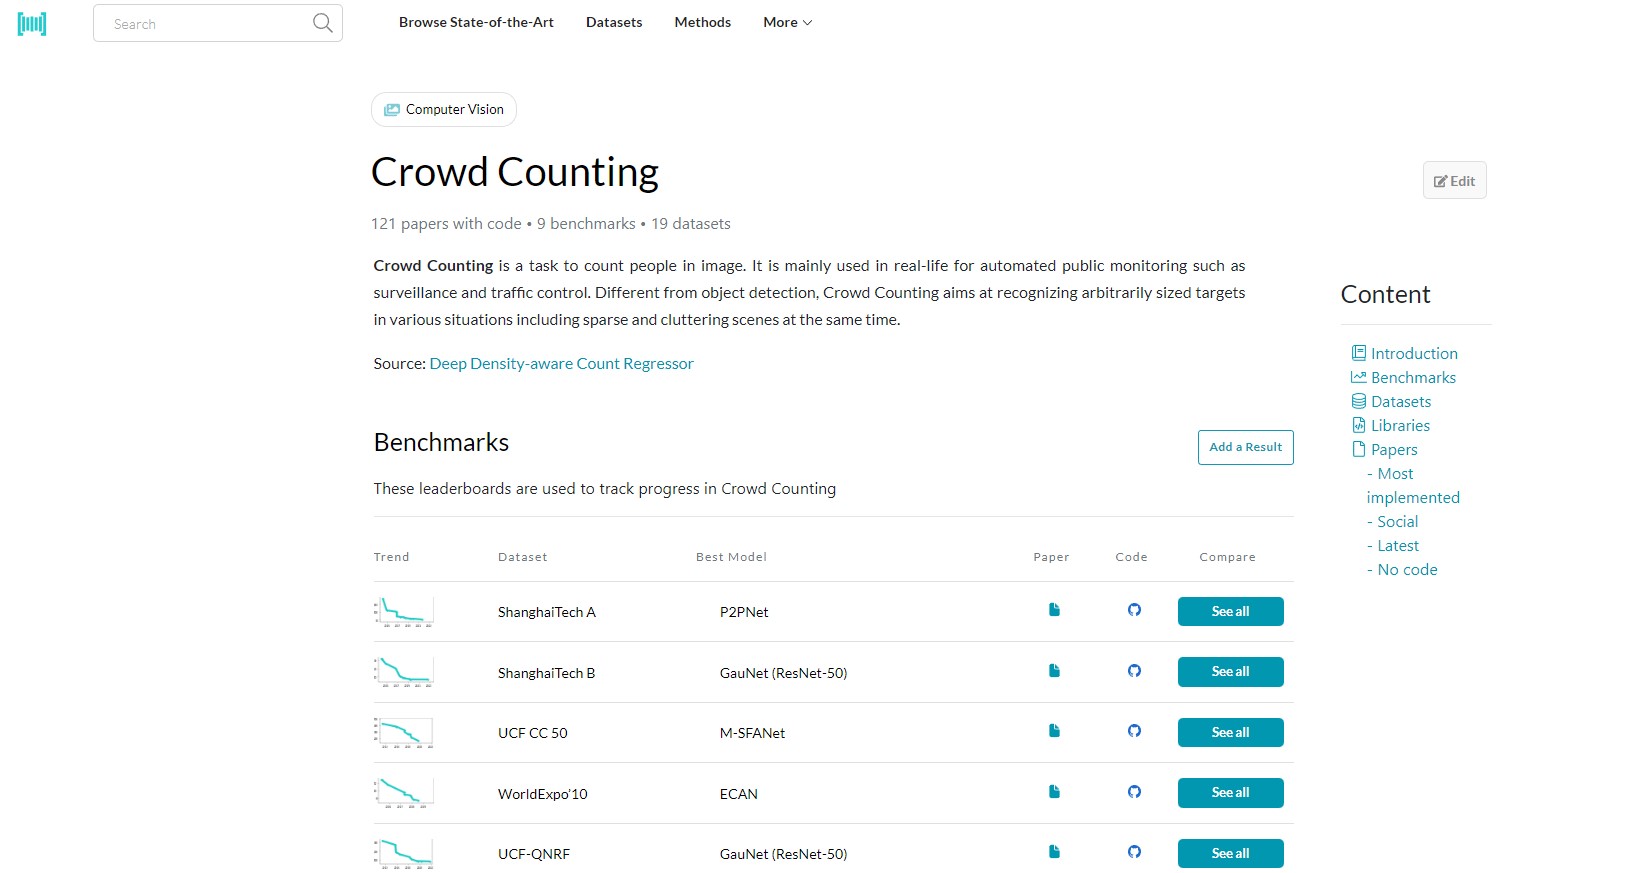 Search
Browse State-of-the-Art
Datasets
Methods
More
Computer Vision
Crowd Counting
Edit
121 papers with code • 9 benchmarks • 19 datasets
Crowd Counting is a task to count people in image. It is mainly used in real-life for automated public monitoring such as
surveillance and traffic control. Different from object detection, Crowd Counting aims at recognizing arbitrarily sized targets
in various situations including sparse and cluttering scenes at the same time.
Source: Deep Density-aware Count Regressor
Content
Introduction
Benchmarks
Datasets
Libraries
Papers
- Most
implemented
- Social
- Latest
- No code
Benchmarks
Add a Result
These leaderboards are used to track progress in Crowd Counting
Trend Dataset Best Model Paper Code Compare
ShanghaiTech A P2PNet See all
ShanghaiTech B GauNet (ResNet-50) See all
UCF CC 50 M-SFANet See all
WorldExpo'10 ECAN See all
UCF-QNRF GauNet (ResNet-50) See all